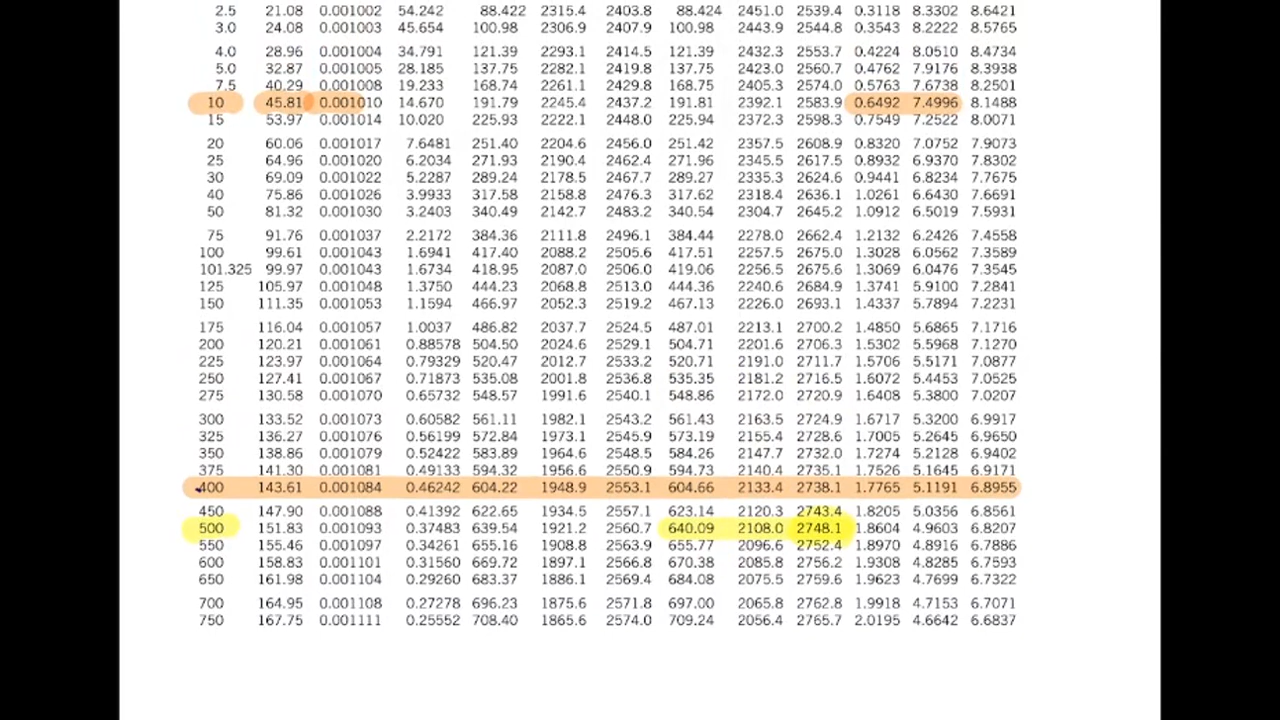 2.5 21.08 0.001002 54.242 88.422 2315.4 2403.8 88.424 2451.0 2539.4 0.3118 8.3302 8.6421
3.0 24.08 0.001003 45.654 100.98 2306.9 2407.9 100.98 2443.9 2544.8 0.3543 8.2222 8.5765
4.0 28.96 0.001004 34.791 121.39 2293.1 2414.5 121.39 2432.3 2553.7 0.4224 8.0510 8.4734
5.0 32.87 0.001005 28.185 137.75 2282.1 2419.8 137.75 2423.0 2560.7 0.4762 7.9176 8.3938
7.5 40.29 0.001008 19.233 168.74 2261.1 2429.8 168.75 2405.3 2574.0 0.5763 7.6738 8.2501
10 45.81 0.001010 14.670 191.79 2245.4 2437.2 191.81 2392.1 2583.9 0.6492 7.4996 8.1488
15 53.97 0.001014 10.020 225.93 2222.1 2448.0 225.94 2372.3 2598.3 0.7549 7.2522 8.0071
20 60.06 0.001017 7.6481 251.40 2204.6 2456.0 251.42 2357.5 2608.9 0.8320 7.0752 7.9073
25 64.96 0.001020 6.2034 271.93 2190.4 2462.4 271.96 2345.5 2617.5 0.8932 6.9370 7.8302
30 69.09 0.001022 5.2287 289.24 2178.5 2467.7 289.27 2335.3 2624.6 0.9441 6.8234 7.7675
40 75.86 0.001026 3.9933 317.58 2158.8 2476.3 317.62 2318.4 2636.1 1.0261 6.6430 7.6691
50 81.32 0.001030 3.2403 340.49 2142.7 2483.2 340.54 2304.7 2645.2 1.0912 6.5019 7.5931
75 91.76 0.001037 2.2172 384.36 2111.8 2496.1 384.44 2278.0 2662.4 1.2132 6.2426 7.4558
100 99.61 0.001043 1.6941 417.40 2088.2 2505.6 417.51 2257.5 2675.0 1.3028 6.0562 7.3589
101.325 99.97 0.001043 1.6734 418.95 2087.0 2506.0 419.06 2256.5 2675.6 1.3069 6.0476 7.3545
125 105.97 0.001048 1.3750 444.23 2068.8 2513.0 444.36 2240.6 2684.9 1.3741 5.9100 7.2841
150 111.35 0.001053 1.1594 466.97 2052.3 2519.2 467.13 2226.0 2693.1 1.4337 5.7894 7.2231
175 116.04 0.001057 1.0037 486.82 2037.7 2524.5 487.01 2213.1 2700.2 1.4850 5.6865 7.1716
200 120.21 0.001061 0.88578 504.50 2024.6 2529.1 504.71 2201.6 2706.3 1.5302 5.5968 7.1270
225 123.97 0.001064 0.79329 520.47 2012.7 2533.2 520.71 2191.0 2711.7 1.5706 5.5171 7.0877
250 127.41 0.001067 0.71873 535.08 2001.8 2536.8 535.35 2181.2 2716.5 1.6072 5.4453 7.0525
275 130.58 0.001070 0.65732 548.57 1991.6 2540.1 548.86 2172.0 2720.9 1.6408 5.3800 7.0207
300 133.52 0.001073 0.60582 561.11 1982.1 2543.2 561.43 2163.5 2724.9 1.6717 5.3200 6.9917
325 136.27 0.001076 0.56199 572.84 1973.1 2545.9 573.19 2155.4 2728.6 1.7005 5.2645 6.9650
350 138.86 0.001079 0.52422 583.89 1964.6 2548.5 584.26 2147.7 2732.0 1.7274 5.2128 6.9402
375 141.30 0.001081 0.49133 594.32 1956.6 2550.9 594.73 2140.4 2735.1 1.7526 5.1645 6.9171
400 143.61 0.001084 0.46242 604.22 1948.9 2553.1 604.66 2133.4 2738.1 1.7765 5.1191 6.8955
450 147.90 0.001088 0.41392 622.65 1934.5 2557.1 623.14 2120.3 2743.4 1.8205 5.0356 6.8561
500 151.83 0.001093 0.37483 639.54 1921.2 2560.7 640.09 2108.0 2748.1 1.8604 4.9603 6.8207
550 155.46 0.001097 0.34261 655.16 1908.8 2563.9 655.77 2096.6 2752.4 1.8970 4.8916 6.7886
600 158.83 0.001101 0.31560 669.72 1897.1 2566.8 670.38 2085.8 2756.2 1.9308 4.8285 6.7593
650 161.98 0.001104 0.29260 683.37 1886.1 2569.4 684.08 2075.5 2759.6 1.9623 4.7699 6.7322
700 164.95 0.001108 0.27278 696.23 1875.6 2571.8 697.00 2065.8 2762.8 1.9918 4.7153 6.7071
750 167.75 0.001111 0.25552 708.40 1865.6 2574.0 709.24 2056.4 2765.7 2.0195 4.6642 6.6837